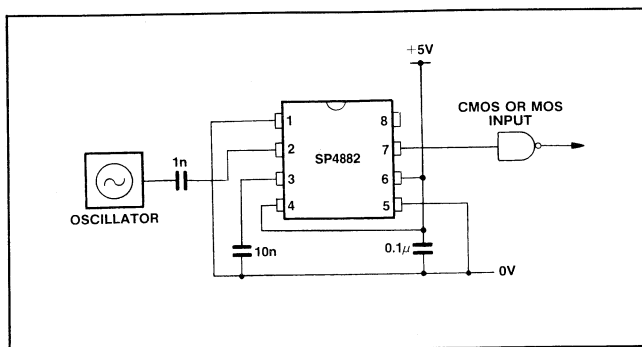 +5V
CMOS OR MOS
INPUT
1
2
3
4
SP4882
8
7
6
5
1n
OSCILLATOR
10n
0.1μ
0V